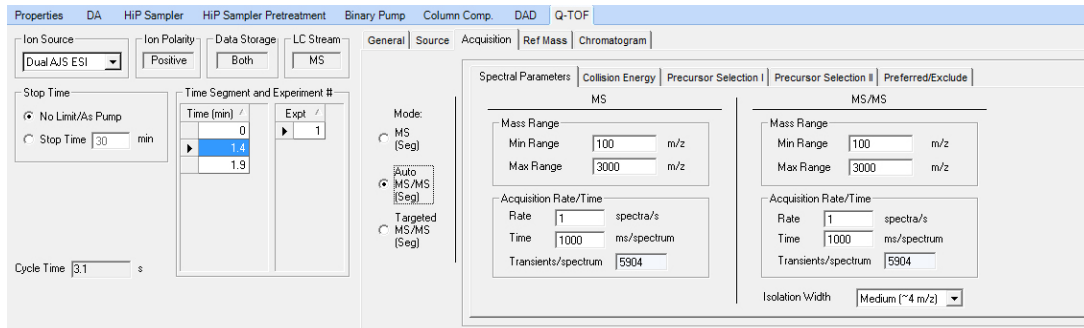 Properties DA HiP Sampler HiP Sampler Pretreatment Binary Pump Column Comp. DAD Q-TOF
Ion Source
Dual AJS ESI
Ion Polarity
Positive
Data Storage
Both
LC Stream
MS
Stop Time
No Limit/As Pump
Stop Time 30 min
Cycle Time 3.1 s
Time Segment and Experiment #
Time (min) / Expt /
0 1
1.4
1.9
General Source Acquisition Ref Mass Chromatogram
Mode:
MS
(Seg)
Auto
MS/MS
(Seg)
Targeted
MS/MS
(Seg)
Spectral Parameters Collision Energy Precursor Selection I Precursor Selection II Preferred/Exclude
MS
Mass Range
Min Range 100 m/z
Max Range 3000 m/z
Acquisition Rate/Time
Rate 1 spectra/s
Time 1000 ms/spectrum
Transients/spectrum 5904
MS/MS
Mass Range
Min Range 100 m/z
Max Range 3000 m/z
Acquisition Rate/Time
Rate 1 spectra/s
Time 1000 ms/spectrum
Transients/spectrum 5904
Isolation Width Medium (~4 m/z)